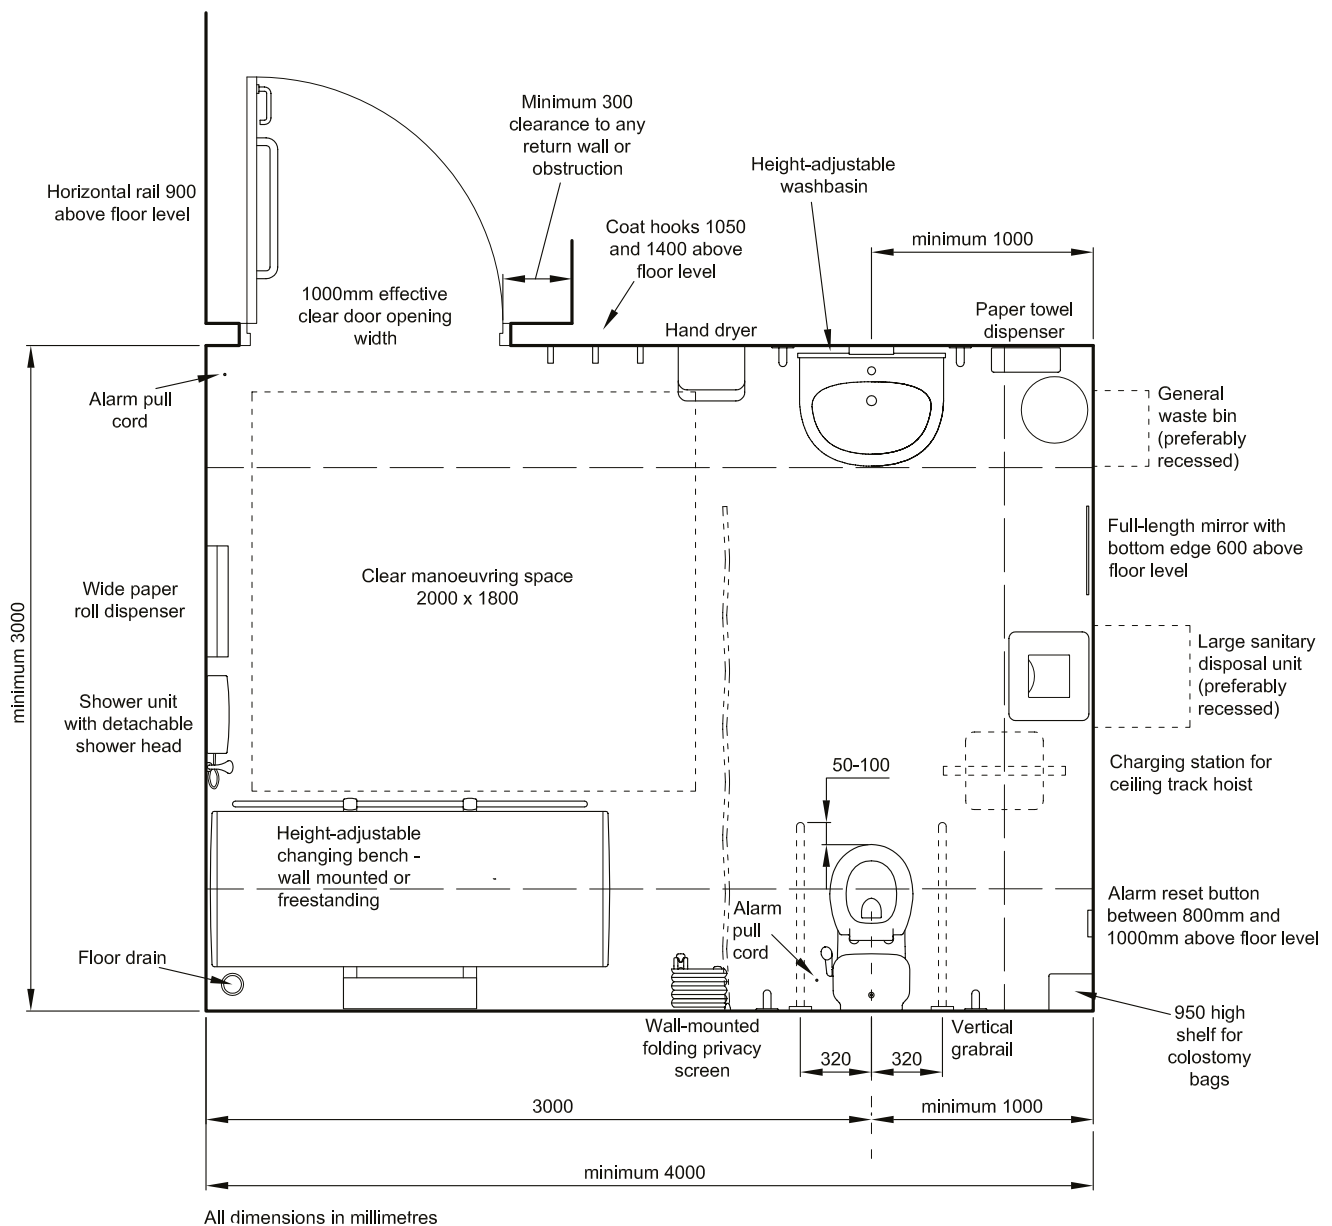 Minimum 300
clearance to any
return wall or
obstruction
Height-adjustable
washbasin
Horizontal rail 900
above floor level
Coat hooks 1050
and 1400 above
floor level
minimum 1000
1000mm effective
clear door opening
width
Hand dryer
Paper towel
dispenser
Alarm pull
cord
General
waste bin
(preferably
recessed)
Full-length mirror with
bottom edge 600 above
floor level
Clear manoeuvring space
2000 x 1800
Wide paper
roll dispenser
minimum 3000
Large sanitary
disposal unit
(preferably
recessed)
Shower unit
with detachable
shower head
50-100
Charging station for
ceiling track hoist
Height-adjustable
changing bench -
wall mounted or
freestanding
Alarm
pull
cord
Alarm reset button
between 800mm and
1000mm above floor level
Floor drain
Wall-mounted
folding privacy
screen
320
320
Vertical
grabrail
950 high
shelf for
colostomy
bags
3000
minimum 1000
minimum 4000
All dimensions in millimetres